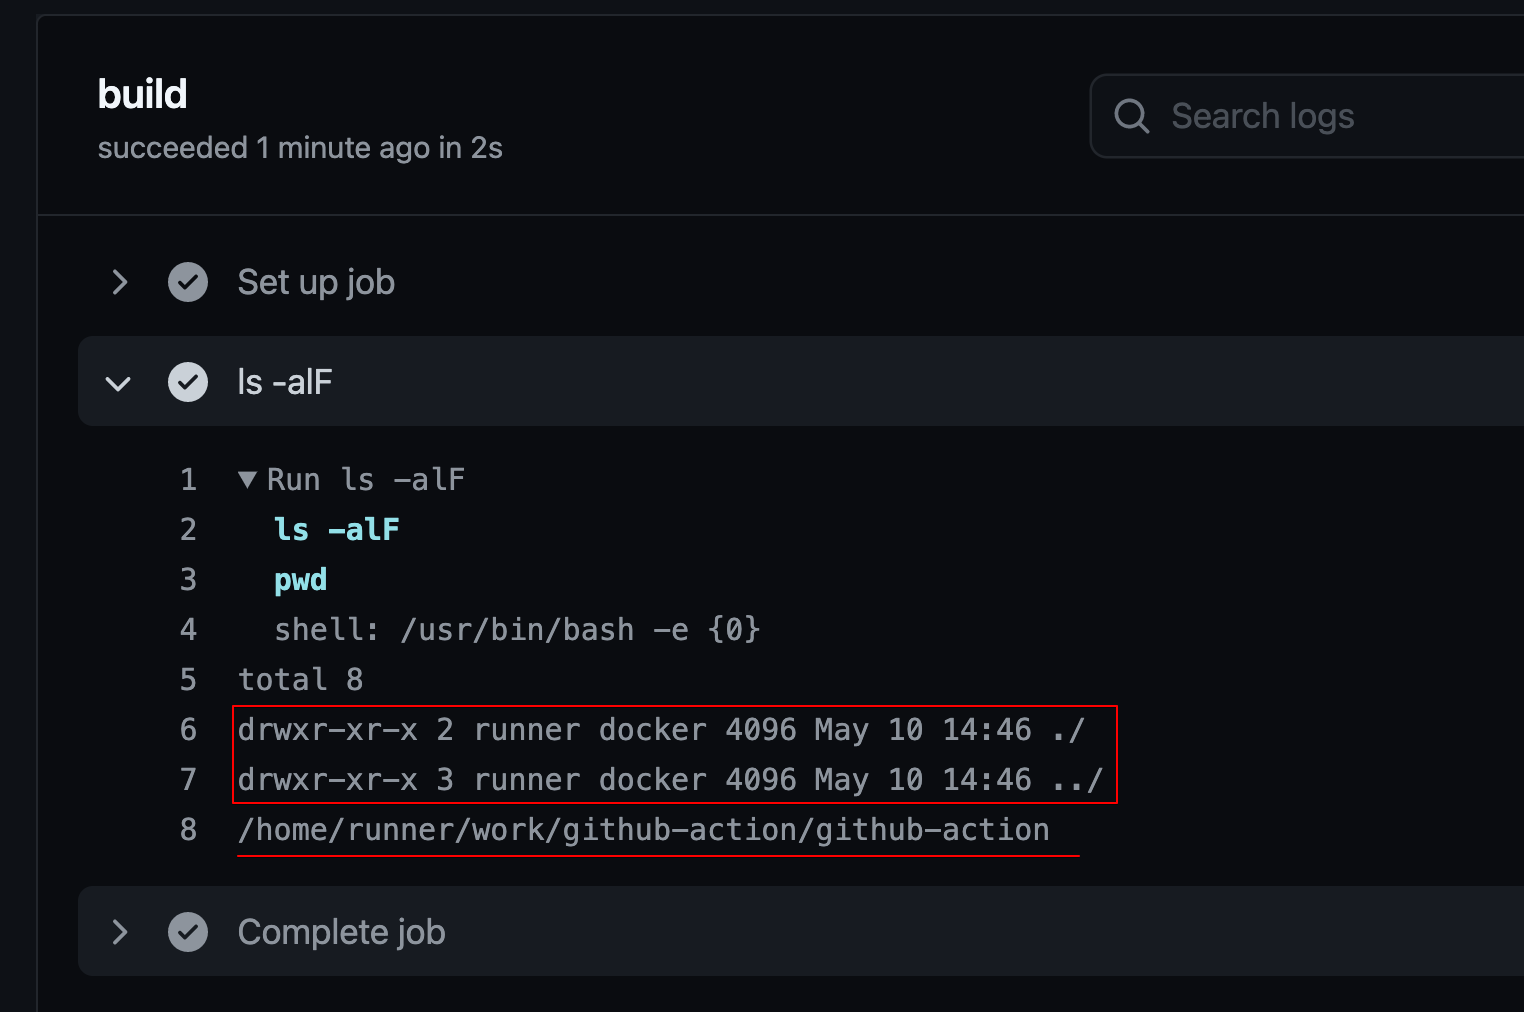 build
succeeded 1 minute ago in 2s
Search logs
Set up job
ls -alF
1 ▼ Run ls -alF
2 ls -alF
3 pwd
4 shell: /usr/bin/bash -e {0}
5 total 8
6 drwxr-xr-x 2 runner docker 4096 May 10 14:46 ./
7 drwxr-xr-x 3 runner docker 4096 May 10 14:46 ../
8 /home/runner/work/github-action/github-action
Complete job